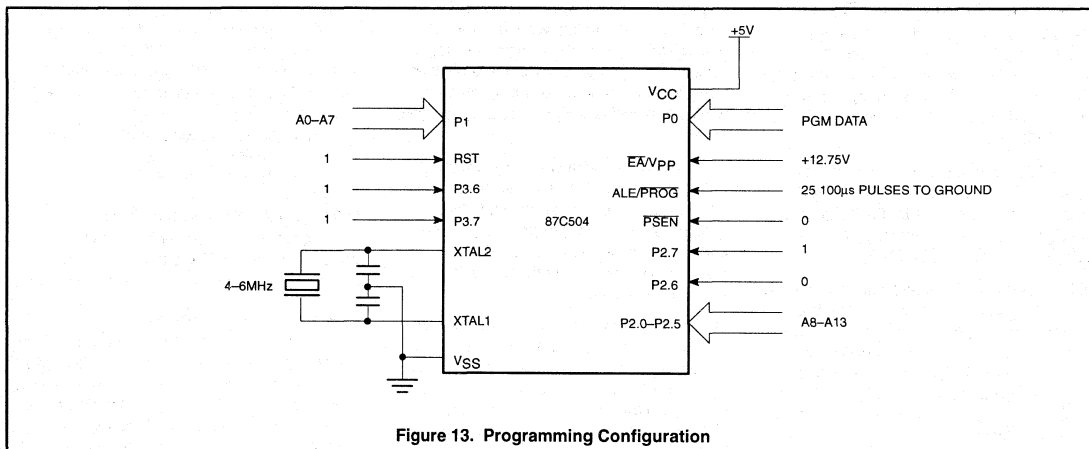 +5V
VCC
A0–A7
P1
P0
PGM DATA
1
RST
EA/VPP
+12.75V
1
P3.6
ALE/PROG
25 100µs PULSES TO GROUND
1
P3.7
87C504
PSEN
0
XTAL2
P2.7
1
4–6MHz
P2.6
0
XTAL1
P2.0–P2.5
A8–A13
VSS
Figure 13. Programming Configuration